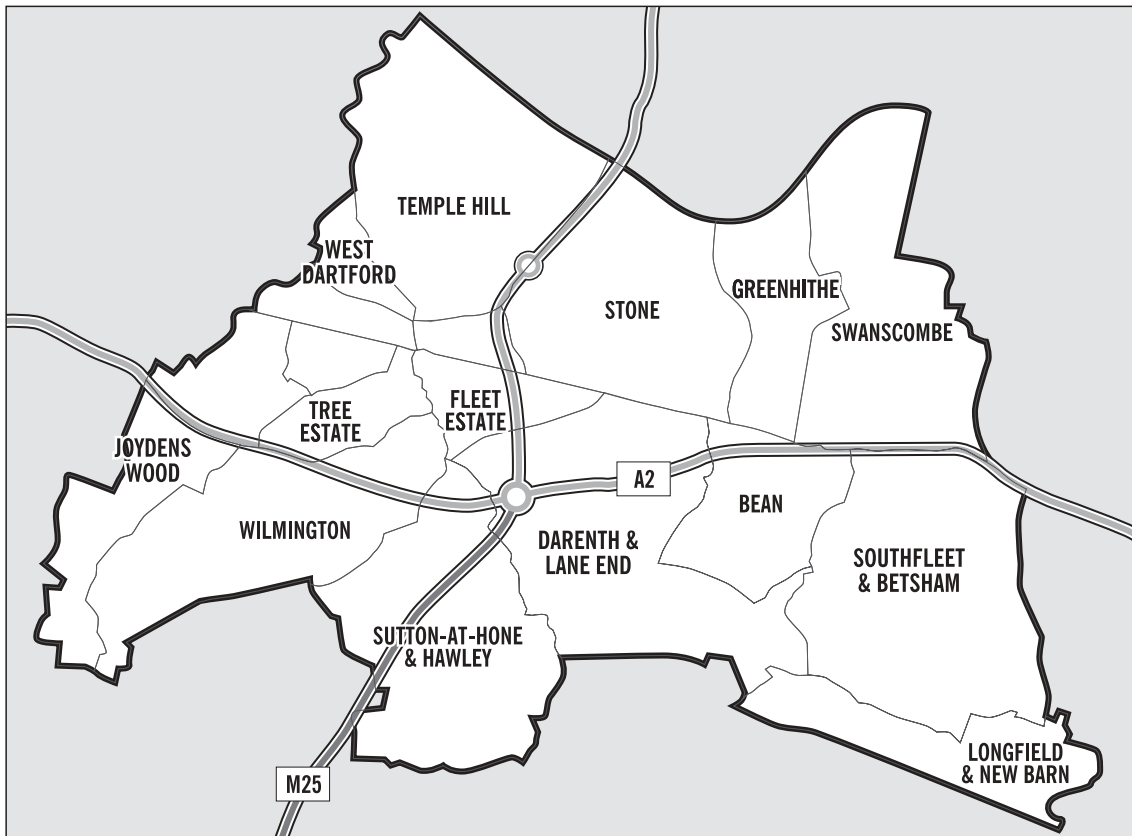 TEMPLE HILL
WEST
DARTFORD
STONE
GREENHITHE
SWANSCOMBE
FLEET
ESTATE
TREE
ESTATE
JOYDENS
WOOD
A2
BEAN
WILMINGTON
DARENTH &
LANE END
SOUTHFLEET
& BETSHAM
SUTTON-AT-HONE
& HAWLEY
LONGFIELD
& NEW BARN
M25